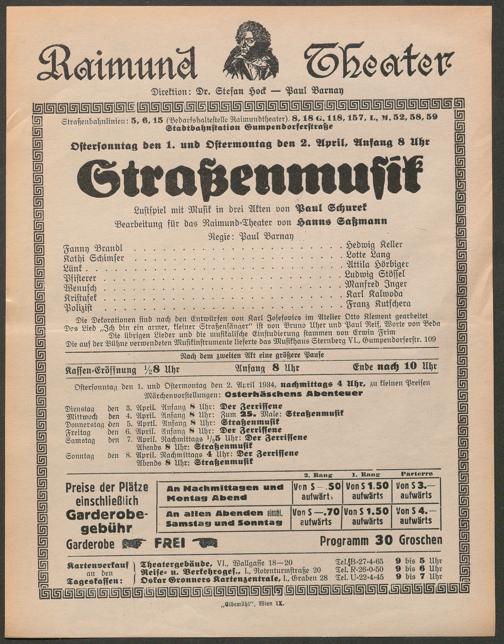 Raimund Theater
Direktion: Dr. Stefan Hock — Paul Barnay
Straßenbahnlinien: 5, 6, 15 (Bedarfshaltestelle Raimundtheater) 8, 18 G, 118, 157, L, M, 52, 58, 59
Stadtbahnstation Gumpendorferstraße
Ostersonntag den 1. und Ostermontag den 2. April, Anfang 8 Uhr
Straßenmusik
Lustspiel mit Musik in drei Akten von Paul Schurek
Bearbeitung für das Raimund-Theater von Hanns Saßmann
Regie: Paul Barnay
Fanny Brandl . . . Hedwig Keller
Kathi Schimser . . . Lotte Lang
Lünk . . . Attila Hörbiger
Pfisterer . . . Ludwig Stössel
Wenusch . . . Manfred Inger
Kristufek . . . Karl Kalwoda
Polizist . . . Franz Kutschera
Die Dekorationen sind nach den Entwürfen von Karl Josefovics im Atelier Otto Klement gearbeitet
Das Lied „Ich bin ein armer, kleiner Straßensänger" ist von Bruno Uher und Paul Reif, Worte von Beda
Die übrigen Lieder und die musikalische Einstudierung stammen von Erwin Frim
Die auf der Bühne verwendeten Musikinstrumente lieferte das Musikhaus Sternberg VI., Gumpendorferstr. 109
Nach dem zweiten Akt eine größere Pause
Kassen-Eröffnung ½8 Uhr Anfang 8 Uhr Ende nach 10 Uhr
Ostersonntag den 1. und Ostermontag den 2. April 1934, nachmittags 4 Uhr, zu kleinen Preisen
Märchenvorstellungen: Osterhäschens Abenteuer
Dienstag den 3. April. Anfang 8 Uhr: Der Zerrissene
Mittwoch den 4. April. Anfang 8 Uhr: Zum 25. Male: Straßenmusik
Donnerstag den 5. April. Anfang 8 Uhr: Straßenmusik
Freitag den 6. April. Anfang 8 Uhr: Der Zerrissene
Samstag den 7. April. Nachmittags ½5 Uhr: Der Zerrissene
Abends 8 Uhr: Straßenmusik
Sonntag den 8. April. Nachmittags 4 Uhr: Der Zerrissene
Abends 8 Uhr: Straßenmusik
Preise der Plätze
einschließlich
Garderobe-
gebühr
2. Rang 1. Rang Parterre
An Nachmittagen und Montag Abend Von S —.50 aufwärts Von S 1.50 aufwärts Von S 3.— aufwärts
An allen Abenden einschl. Samstag und Sonntag Von S —.70 aufwärts Von S 1.50 aufwärts Von S 4.— aufwärts
Garderobe FREI Programm 30 Groschen
Kartenverkauf
an den
Tageskassen:
Theatergebäude, VI., Wallgasse 18—20 Tel. B-27-4-65 9 bis 5 Uhr
Reise- u. Verkehrsges., I., Rotenturmstraße 20 Tel. R-26-0-50 9 bis 6 Uhr
Oskar Gronners Kartenzentrale, I., Graben 28 Tel. U-22-4-45 9 bis 7 Uhr
„Elbemühl", Wien IX.